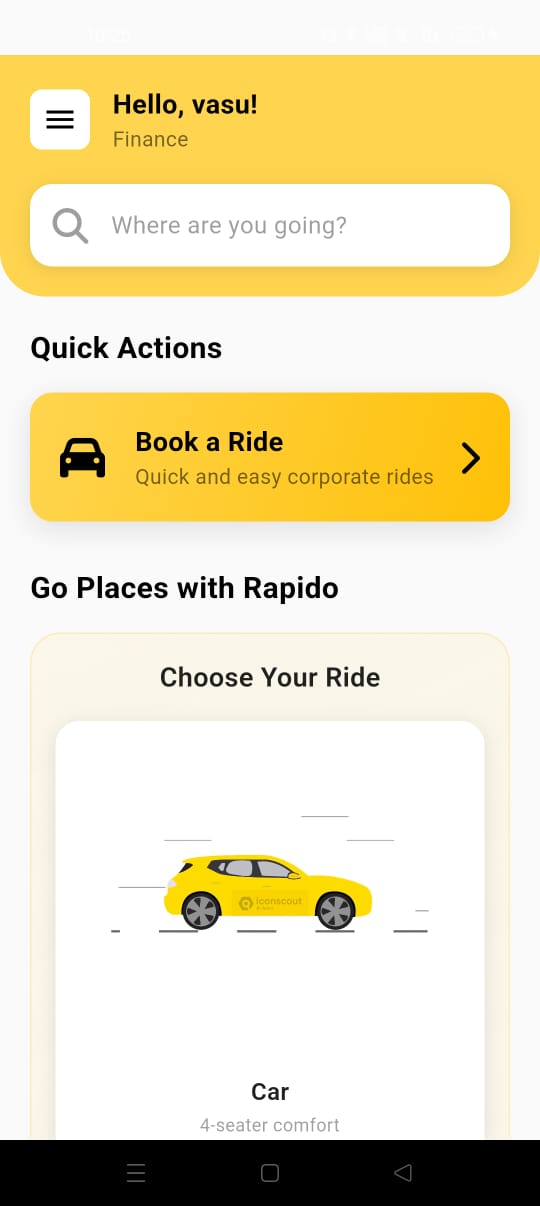 Hello, vasu!
Finance
Where are you going?
Quick Actions
Book a Ride
Quick and easy corporate rides
Go Places with Rapido
Choose Your Ride
iconscout
Car
4-seater comfort